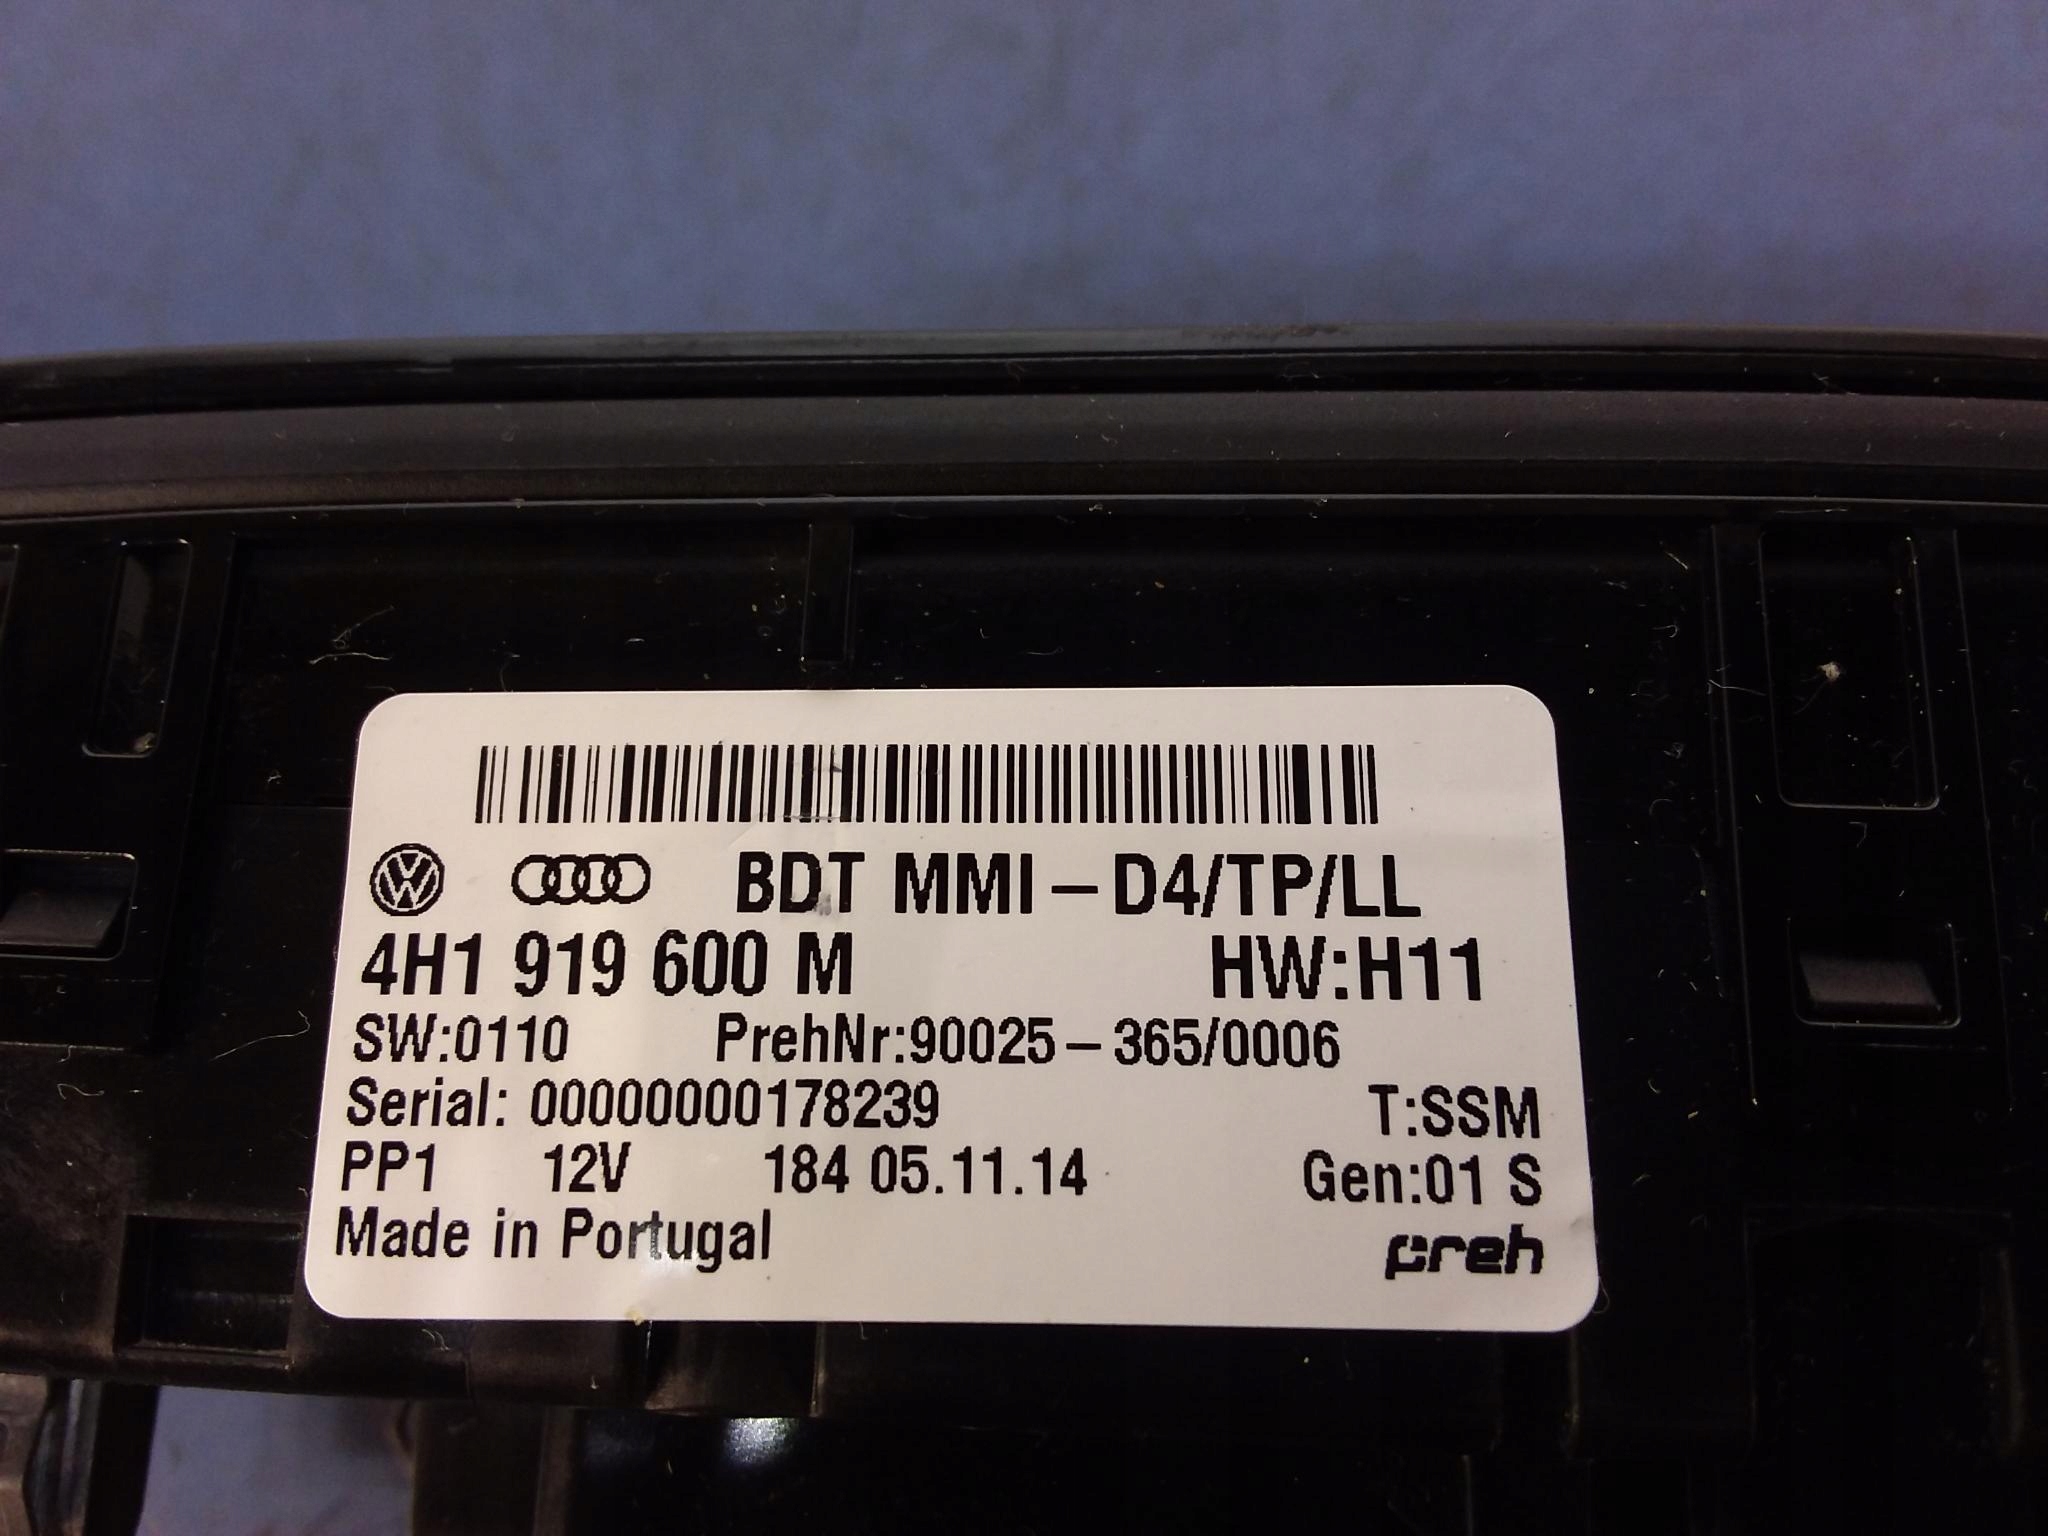 BDT MMI – D4/TP/LL
4H1 919 600 M HW:H11
SW:0110 PrehNr:90025–365/0006
Serial: 00000000178239 T:SSM
PP1 12V 184 05.11.14 Gen:01 S
Made in Portugal preh